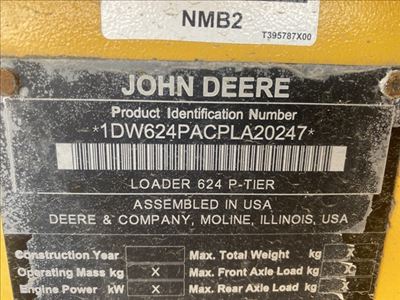 NMB2
T395787X00
JOHN DEERE
Product Identification Number
*1DW624PACPLA20247*
LOADER 624 P-TIER
ASSEMBLED IN USA
DEERE & COMPANY, MOLINE, ILLINOIS, USA
Construction Year Max. Total Weight kg X
Operating Mass kg X Max. Front Axle Load kg X
Engine Power kW X Max. Rear Axle Load kg X